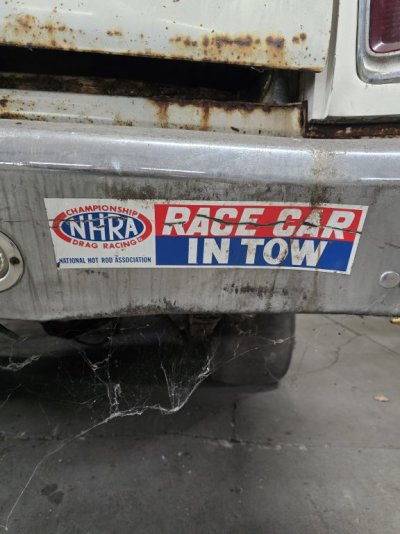 CHAMPIONSHIP
NHRA
DRAG RACING
NATIONAL HOT ROD ASSOCIATION
RACE CAR
IN TOW